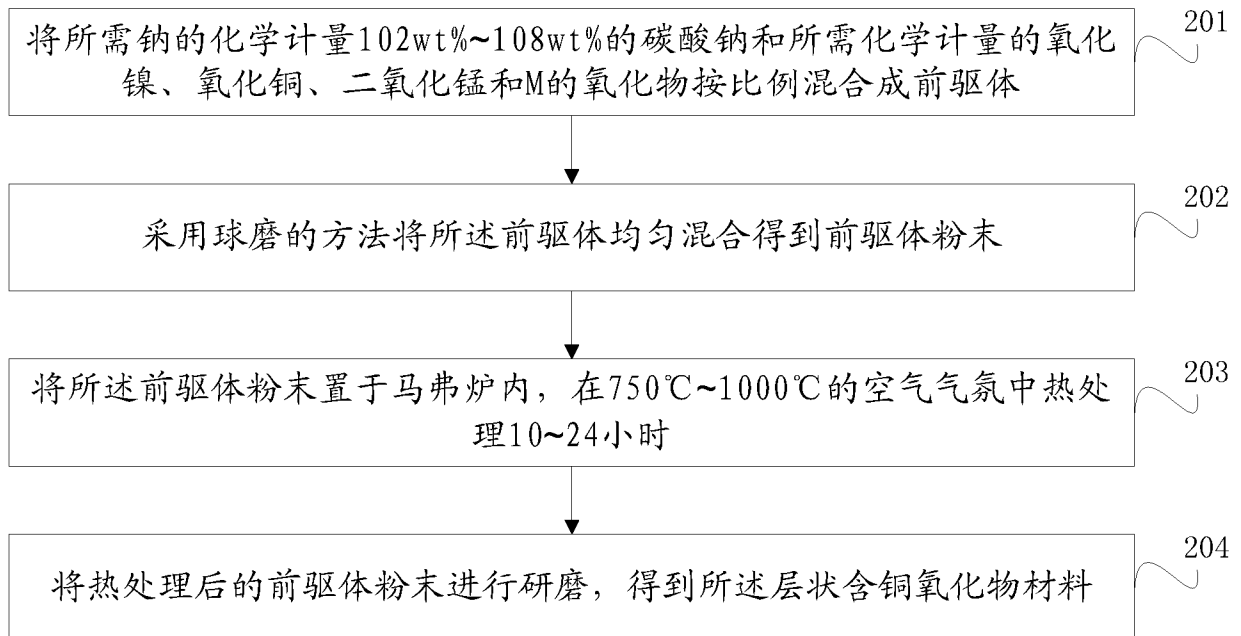 将所需钠的化学计量102wt%~108wt%的碳酸钠和所需化学计量的氧化
镍、氧化铜、二氧化锰和M的氧化物按比例混合成前驱体
201
采用球磨的方法将所述前驱体均匀混合得到前驱体粉末
202
将所述前驱体粉末置于马弗炉内，在750℃~1000℃的空气气氛中热处
理10~24小时
203
将热处理后的前驱体粉末进行研磨，得到所述层状含铜氧化物材料
204